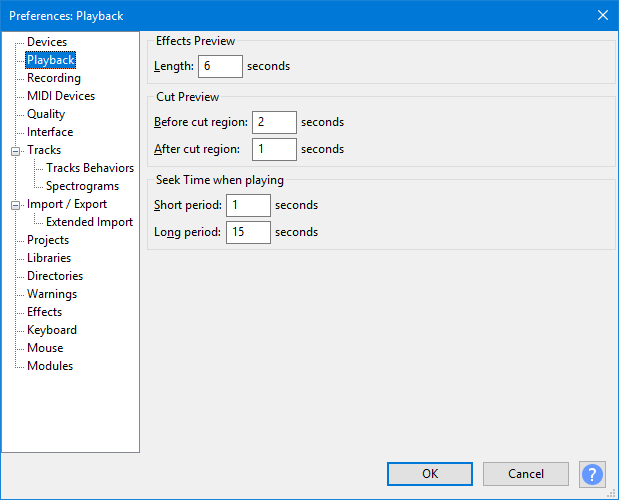 Preferences: Playback
Devices
Playback
Recording
MIDI Devices
Quality
Interface
Tracks
Tracks Behaviors
Spectrograms
Import / Export
Extended Import
Projects
Libraries
Directories
Warnings
Effects
Keyboard
Mouse
Modules
Effects Preview
Length: 6 seconds
Cut Preview
Before cut region: 2 seconds
After cut region: 1 seconds
Seek Time when playing
Short period: 1 seconds
Long period: 15 seconds
OK Cancel ?